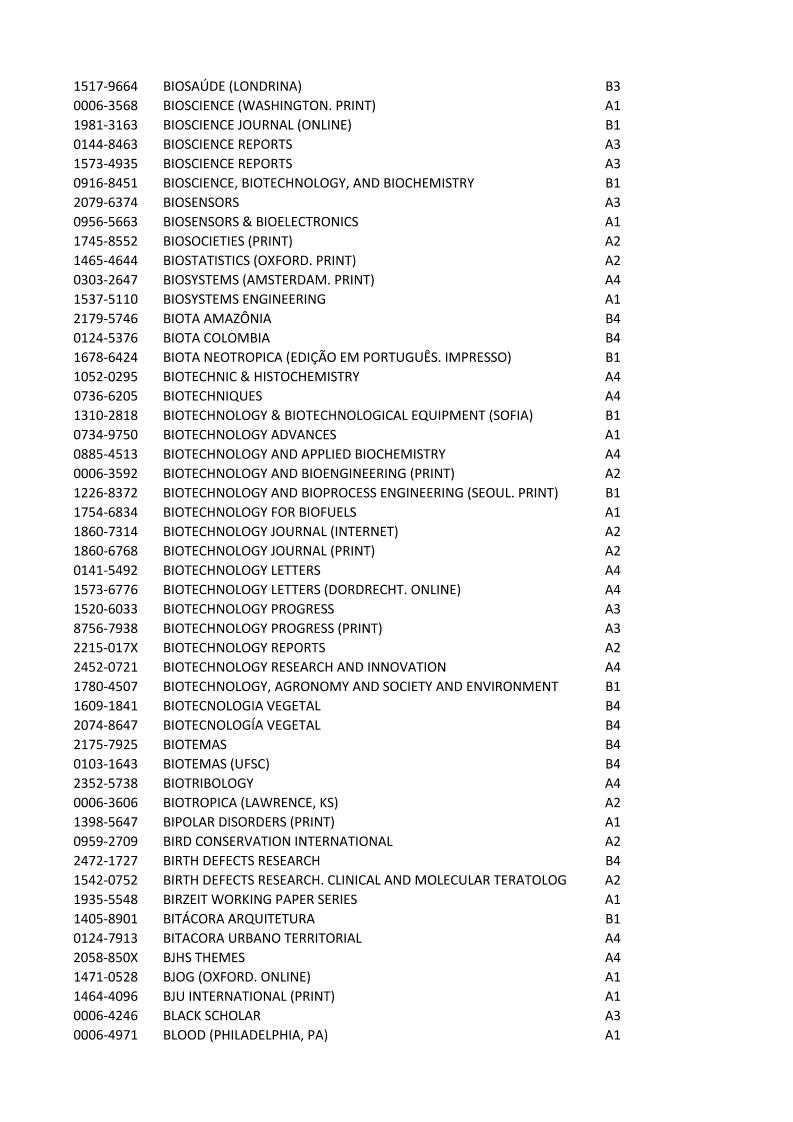 1517-9664 BIOSAÚDE (LONDRINA) B3
0006-3568 BIOSCIENCE (WASHINGTON. PRINT) A1
1981-3163 BIOSCIENCE JOURNAL (ONLINE) B1
0144-8463 BIOSCIENCE REPORTS A3
1573-4935 BIOSCIENCE REPORTS A3
0916-8451 BIOSCIENCE, BIOTECHNOLOGY, AND BIOCHEMISTRY B1
2079-6374 BIOSENSORS A3
0956-5663 BIOSENSORS & BIOELECTRONICS A1
1745-8552 BIOSOCIETIES (PRINT) A2
1465-4644 BIOSTATISTICS (OXFORD. PRINT) A2
0303-2647 BIOSYSTEMS (AMSTERDAM. PRINT) A4
1537-5110 BIOSYSTEMS ENGINEERING A1
2179-5746 BIOTA AMAZÔNIA B4
0124-5376 BIOTA COLOMBIA B4
1678-6424 BIOTA NEOTROPICA (EDIÇÃO EM PORTUGUÊS. IMPRESSO) B1
1052-0295 BIOTECHNIC & HISTOCHEMISTRY A4
0736-6205 BIOTECHNIQUES A4
1310-2818 BIOTECHNOLOGY & BIOTECHNOLOGICAL EQUIPMENT (SOFIA) B1
0734-9750 BIOTECHNOLOGY ADVANCES A1
0885-4513 BIOTECHNOLOGY AND APPLIED BIOCHEMISTRY A4
0006-3592 BIOTECHNOLOGY AND BIOENGINEERING (PRINT) A2
1226-8372 BIOTECHNOLOGY AND BIOPROCESS ENGINEERING (SEOUL. PRINT) B1
1754-6834 BIOTECHNOLOGY FOR BIOFUELS A1
1860-7314 BIOTECHNOLOGY JOURNAL (INTERNET) A2
1860-6768 BIOTECHNOLOGY JOURNAL (PRINT) A2
0141-5492 BIOTECHNOLOGY LETTERS A4
1573-6776 BIOTECHNOLOGY LETTERS (DORDRECHT. ONLINE) A4
1520-6033 BIOTECHNOLOGY PROGRESS A3
8756-7938 BIOTECHNOLOGY PROGRESS (PRINT) A3
2215-017X BIOTECHNOLOGY REPORTS A2
2452-0721 BIOTECHNOLOGY RESEARCH AND INNOVATION A4
1780-4507 BIOTECHNOLOGY, AGRONOMY AND SOCIETY AND ENVIRONMENT B1
1609-1841 BIOTECNOLOGIA VEGETAL B4
2074-8647 BIOTECNOLOGÍA VEGETAL B4
2175-7925 BIOTEMAS B4
0103-1643 BIOTEMAS (UFSC) B4
2352-5738 BIOTRIBOLOGY A4
0006-3606 BIOTROPICA (LAWRENCE, KS) A2
1398-5647 BIPOLAR DISORDERS (PRINT) A1
0959-2709 BIRD CONSERVATION INTERNATIONAL A2
2472-1727 BIRTH DEFECTS RESEARCH B4
1542-0752 BIRTH DEFECTS RESEARCH. CLINICAL AND MOLECULAR TERATOLOG A2
1935-5548 BIRZEIT WORKING PAPER SERIES A1
1405-8901 BITÁCORA ARQUITETURA B1
0124-7913 BITACORA URBANO TERRITORIAL A4
2058-850X BJHS THEMES A4
1471-0528 BJOG (OXFORD. ONLINE) A1
1464-4096 BJU INTERNATIONAL (PRINT) A1
0006-4246 BLACK SCHOLAR A3
0006-4971 BLOOD (PHILADELPHIA, PA) A1